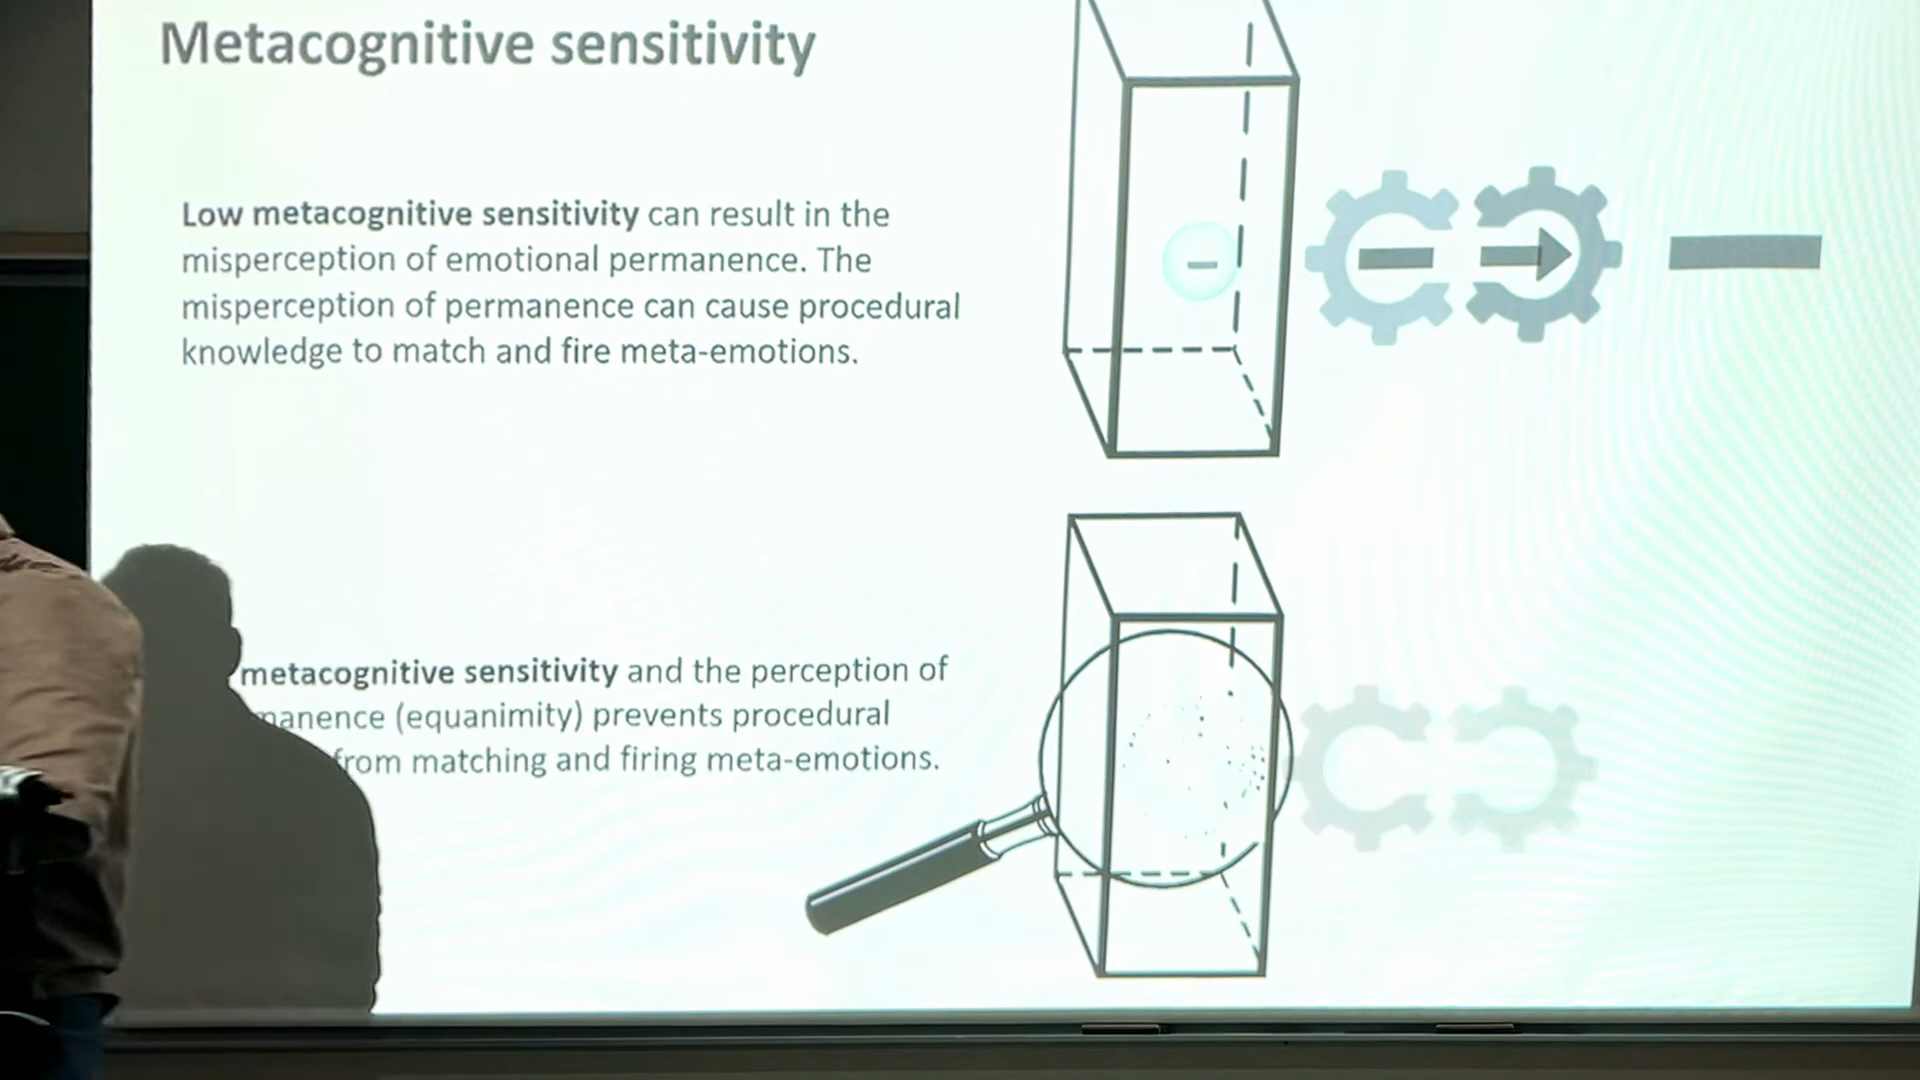 Metacognitive sensitivity
Low metacognitive sensitivity can result in the
misperception of emotional permanence. The
misperception of permanence can cause procedural
knowledge to match and fire meta-emotions.
metacognitive sensitivity and the perception of
manence (equanimity) prevents procedural
from matching and firing meta-emotions.